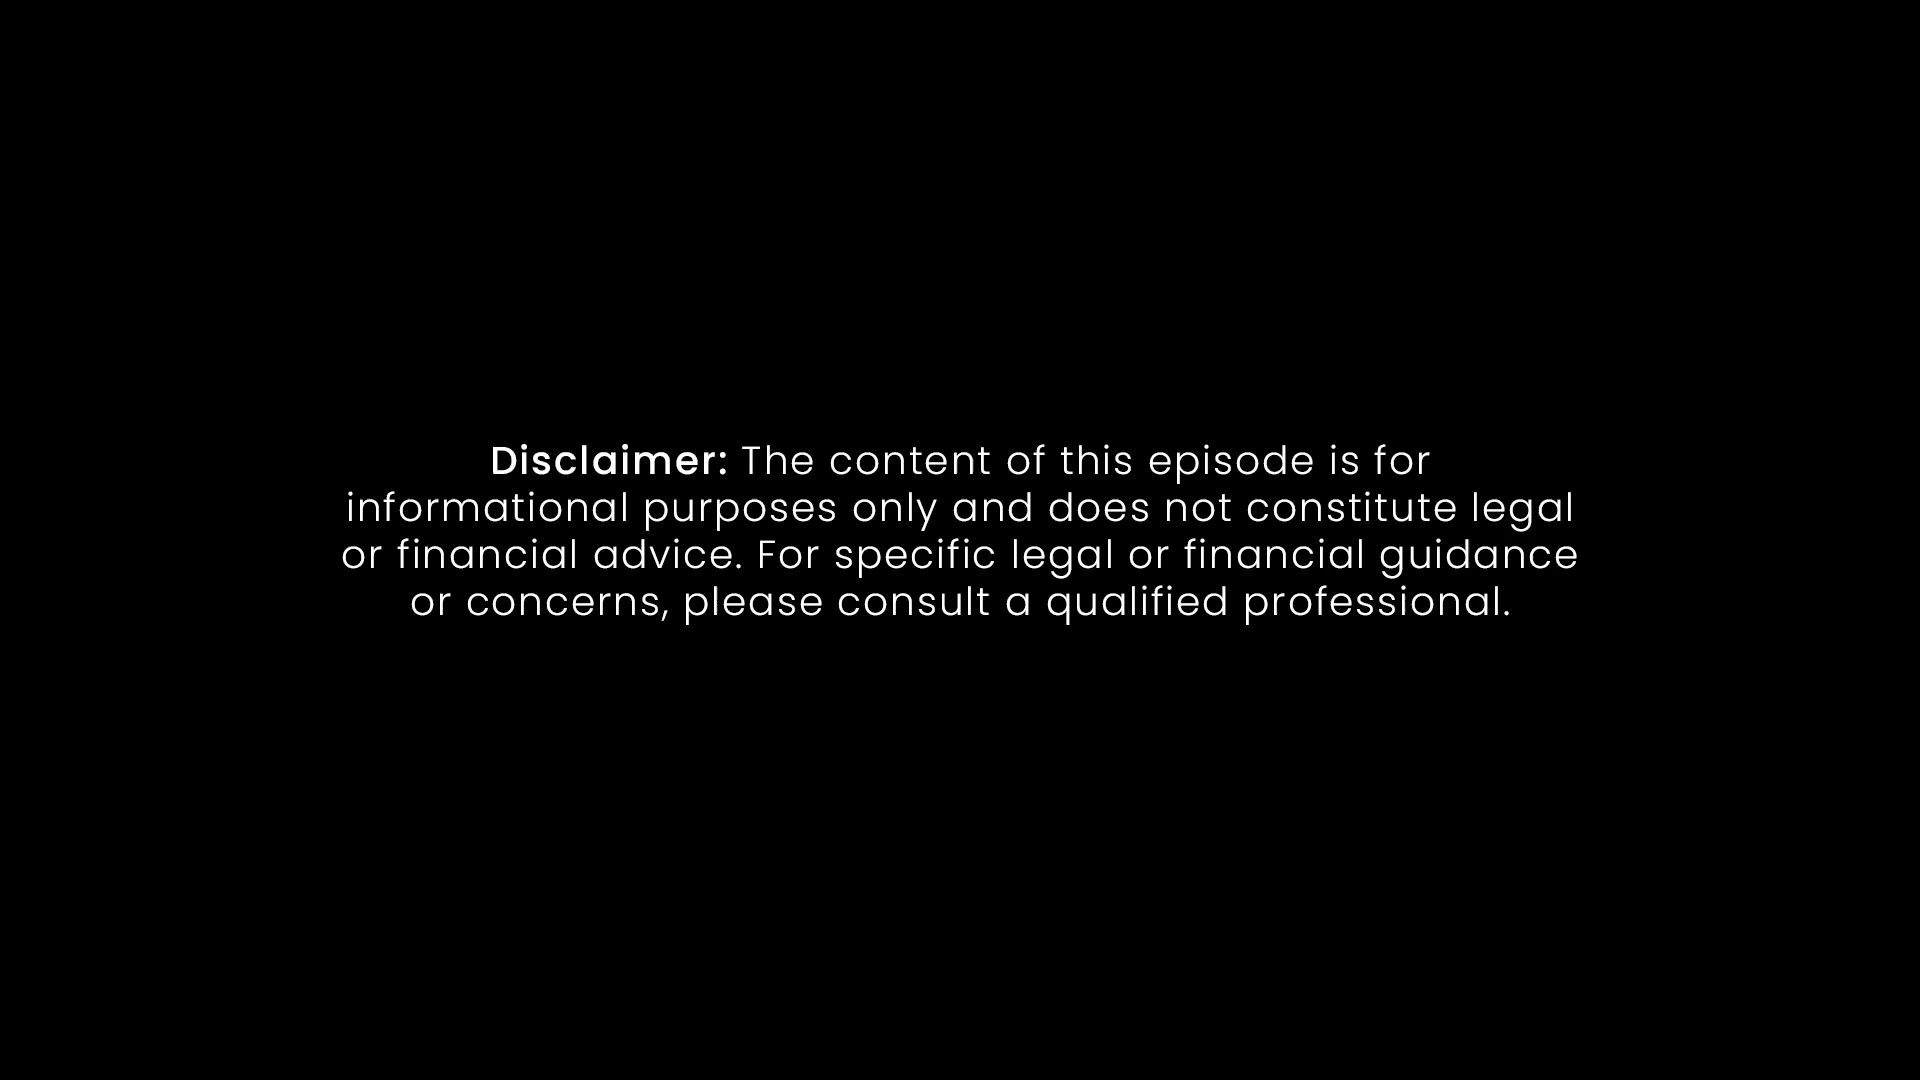 Disclaimer: The content of this episode is for
informational purposes only and does not constitute legal
or financial advice. For specific legal or financial guidance
or concerns, please consult a qualified professional.